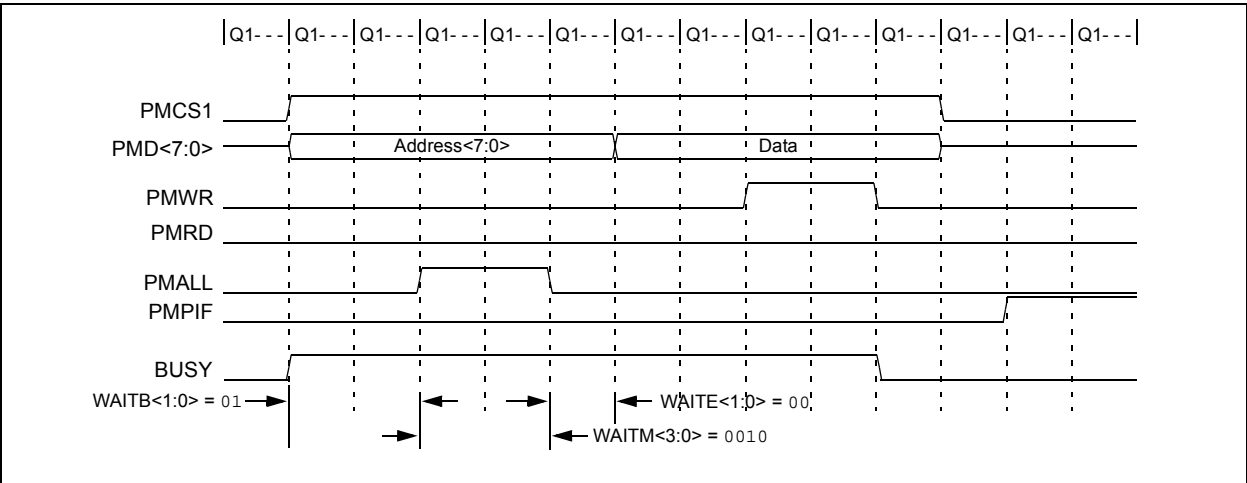 Q1- - - Q1- - - Q1- - - Q1- - - Q1- - - Q1- - - Q1- - - Q1- - - Q1- - - Q1- - - Q1- - - Q1- - - Q1- - - Q1- - -
PMCS1
PMD<7:0> Address<7:0> Data
PMWR
PMRD
PMALL
PMPIF
BUSY
WAITB<1:0> = 01 WAITE<1:0> = 00
WAITM<3:0> = 0010